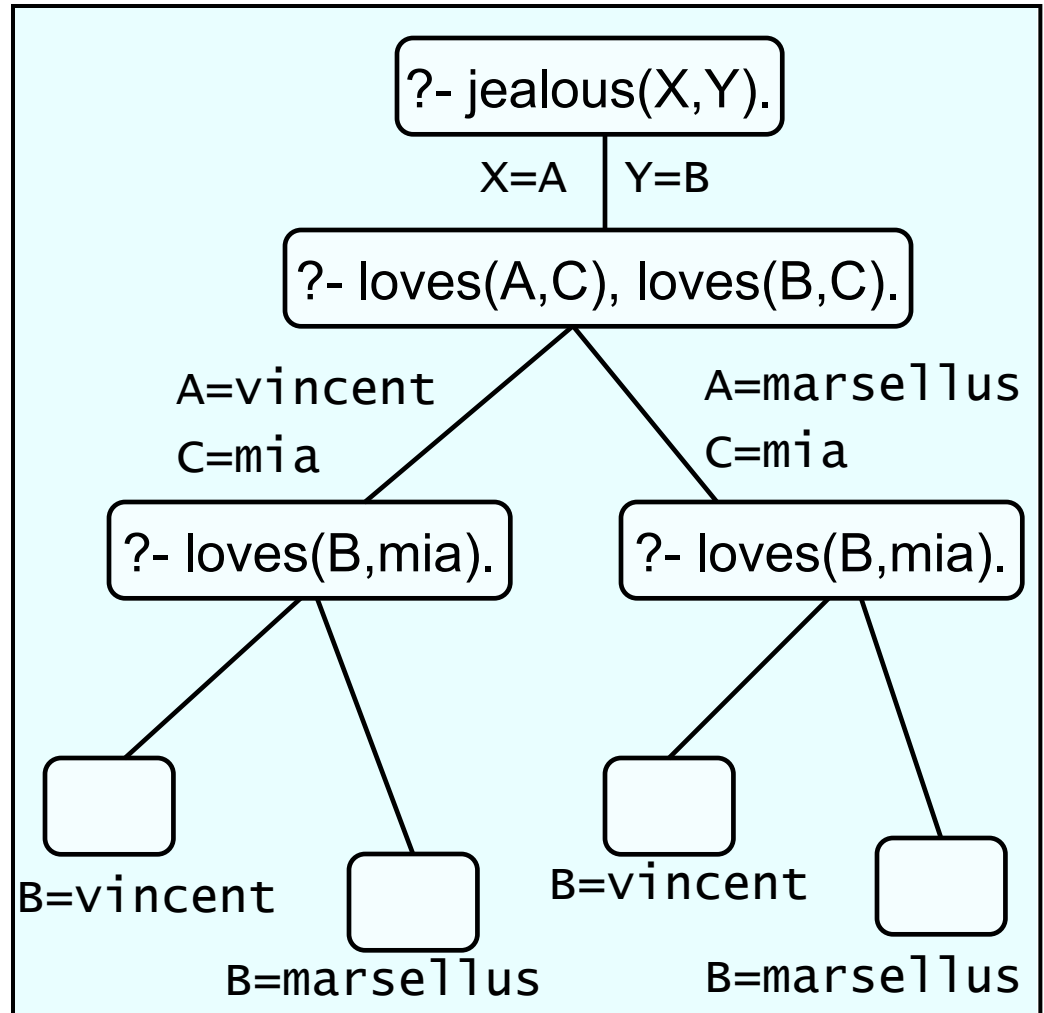 ?- jealous(X,Y).
X=A Y=B
?- loves(A,C), loves(B,C).
A=vincent
C=mia
A=marsellus
C=mia
?- loves(B,mia).
?- loves(B,mia).
B=vincent
B=marsellus
B=vincent
B=marsellus